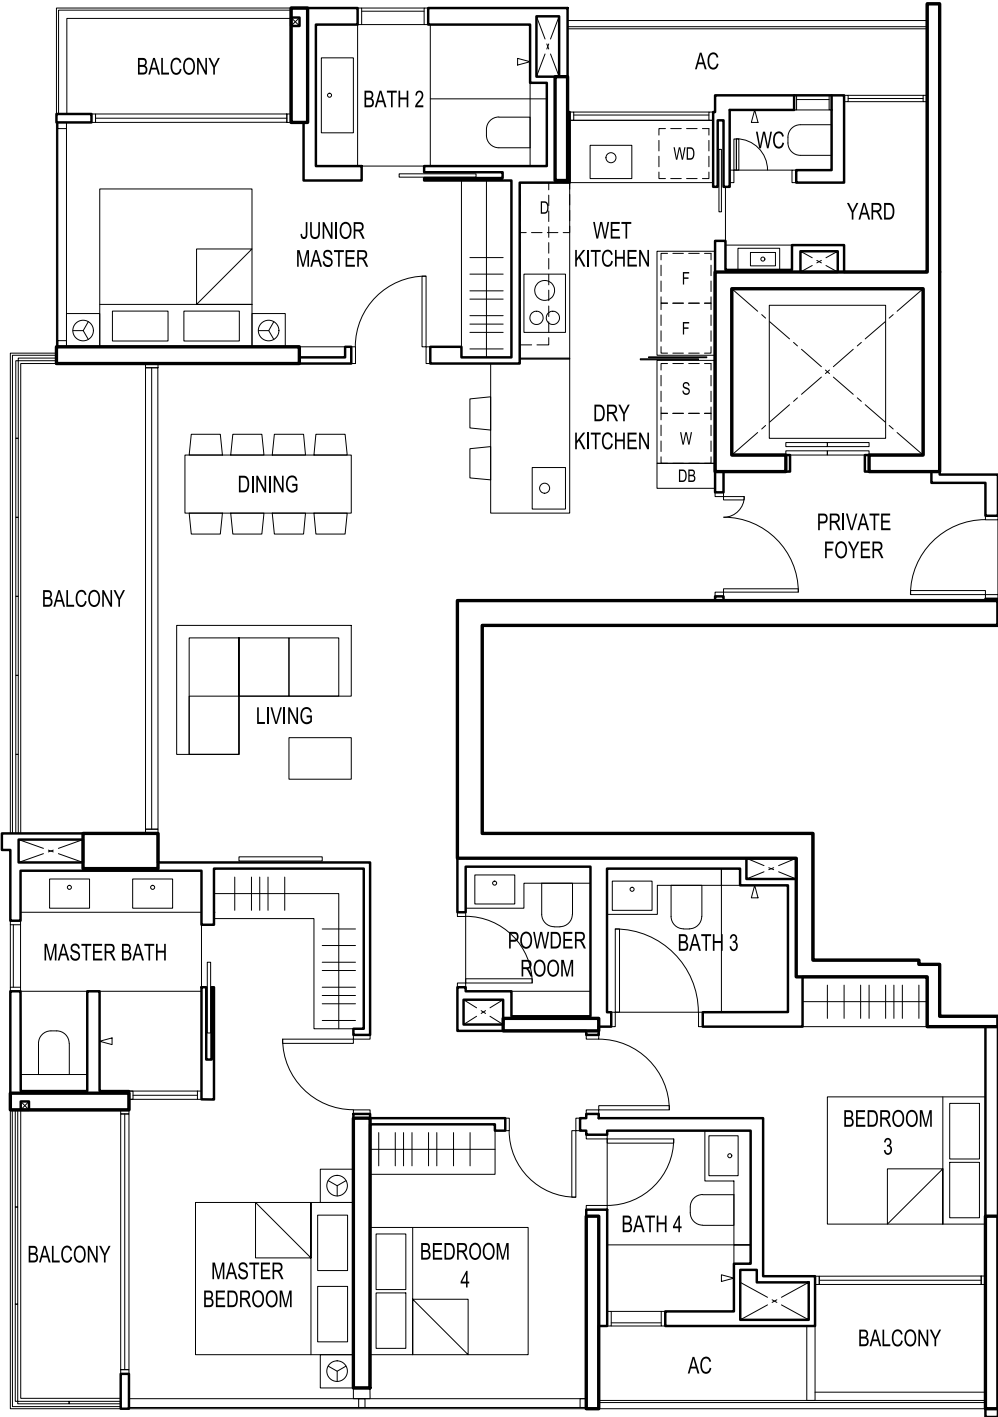 BALCONY
BATH 2
AC
WD
WC
YARD
D
JUNIOR
MASTER
WET
KITCHEN
F
F
S
W
DB
DRY
KITCHEN
DINING
PRIVATE
FOYER
BALCONY
LIVING
MASTER BATH
POWDER
ROOM
BATH 3
BEDROOM
3
BATH 4
BALCONY
MASTER
BEDROOM
BEDROOM
4
AC
BALCONY